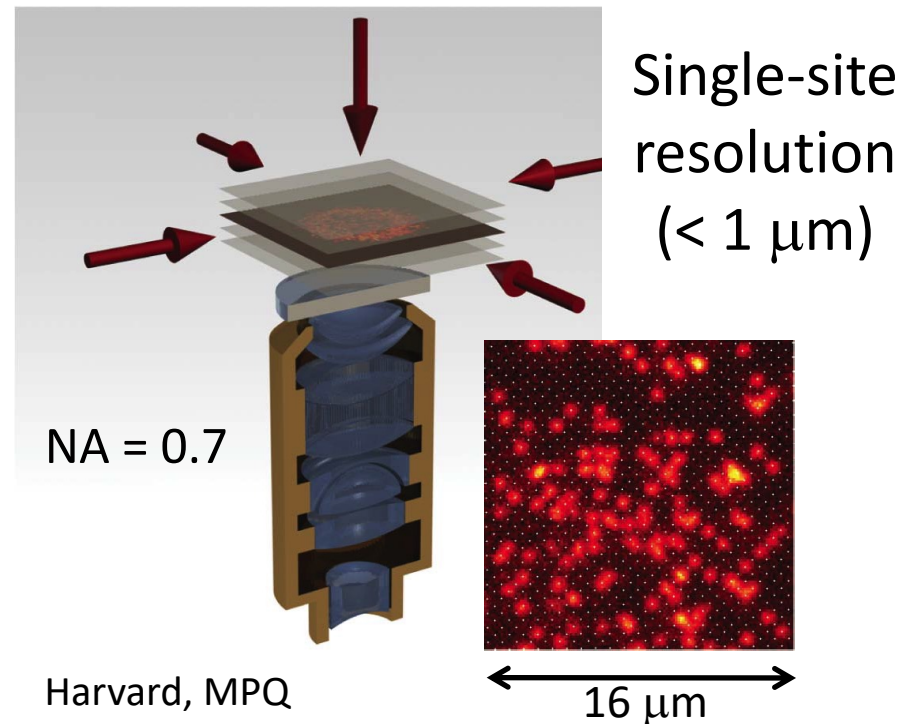 Single-site
resolution
(< 1 μm)
NA = 0.7
Harvard, MPQ
16 μm